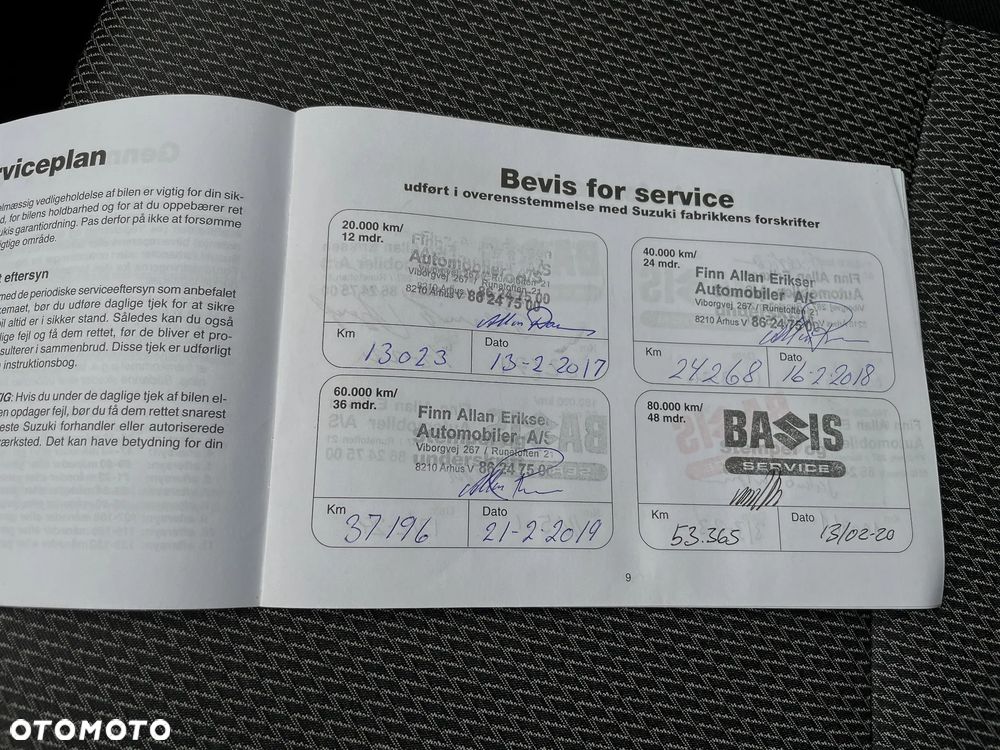 rviceplan
elmæssig vedligeholdelse af bilen er vigtig for din sik-
d, for bilens holdbarhed og for at du oppebærer ret
ukis garantiordning. Pas derfor på ikke at forsømme
igtige område.
t eftersyn
med de periodiske serviceeftersyn som anbefalet
emaet, bør du udføre daglige tjek for at sikre
bil altid er i sikker stand. Således kan du også
lige fejl og få dem rettet, før de bliver et pro-
sulterer i sammenbrud. Disse tjek er udførligt
instruktionsbog.
TIG: Hvis du under de daglige tjek af bilen el-
en opdager fejl, bør du få dem rettet snarest
este Suzuki forhandler eller autoriserede
værksted. Det kan have betydning for din
Bevis for service
udført i overensstemmelse med Suzuki fabrikkens forskrifter
20.000 km/
12 mdr.
Automobiler A/S
Viborgvej 267 / Runetoften 21
8210 Århus V 86 24 75 00
Km
13023
Dato
13-2-2017
40.000 km/
24 mdr.
Finn Allan Erikser
Automobiler A/S
Viborgvej 267 / Runetoften 21
8210 Århus V 86 24 75 00
Km
24268
Dato
16-2-2018
60.000 km/
36 mdr.
Finn Allan Erikser
Automobiler A/S
Viborgvej 267 / Runetoften 21
8210 Århus V 86 24 75 00
Km
37196
Dato
21-2-2019
80.000 km/
48 mdr.
BASIS
SERVICE
Km
53.365
Dato
13/02-20
9
OTOMOTO